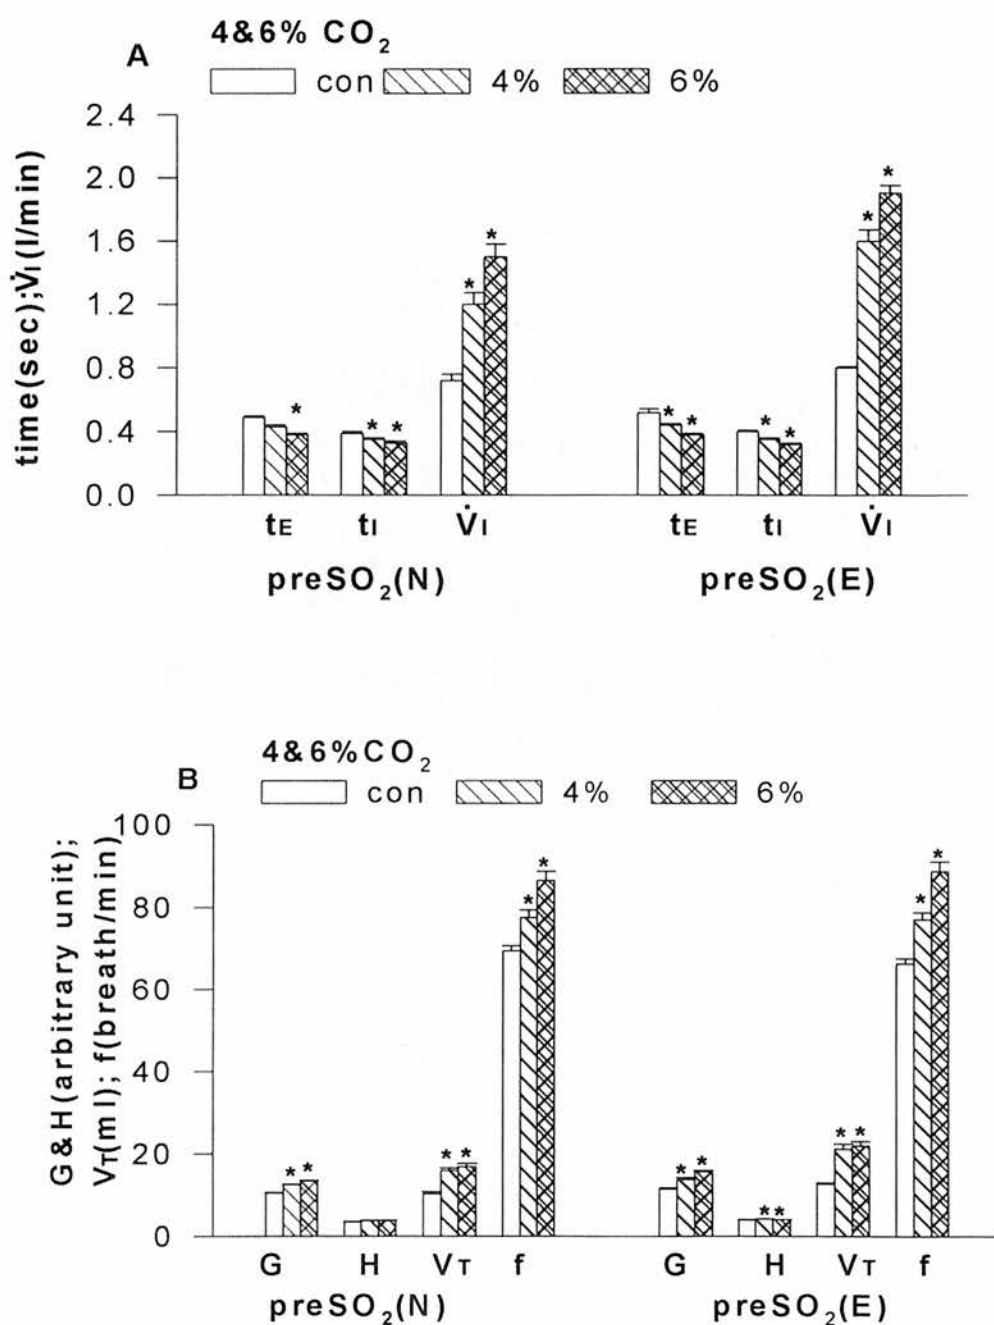 4&6% CO₂
A
con 4% 6%
time(sec);V̇I(l/min)
2.4
2.0
1.6
1.2
0.8
0.4
0.0
* * * * *
* * * * * *
tE tI V̇I tE tI V̇I
preSO₂(N) preSO₂(E)
4&6%CO₂
B
con 4% 6%
G&H(arbitrary unit);
VT(ml); f(breath/min)
100
80
60
40
20
0
* * * * * *
* * * * * * * *
G H VT f G H VT f
preSO₂(N) preSO₂(E)